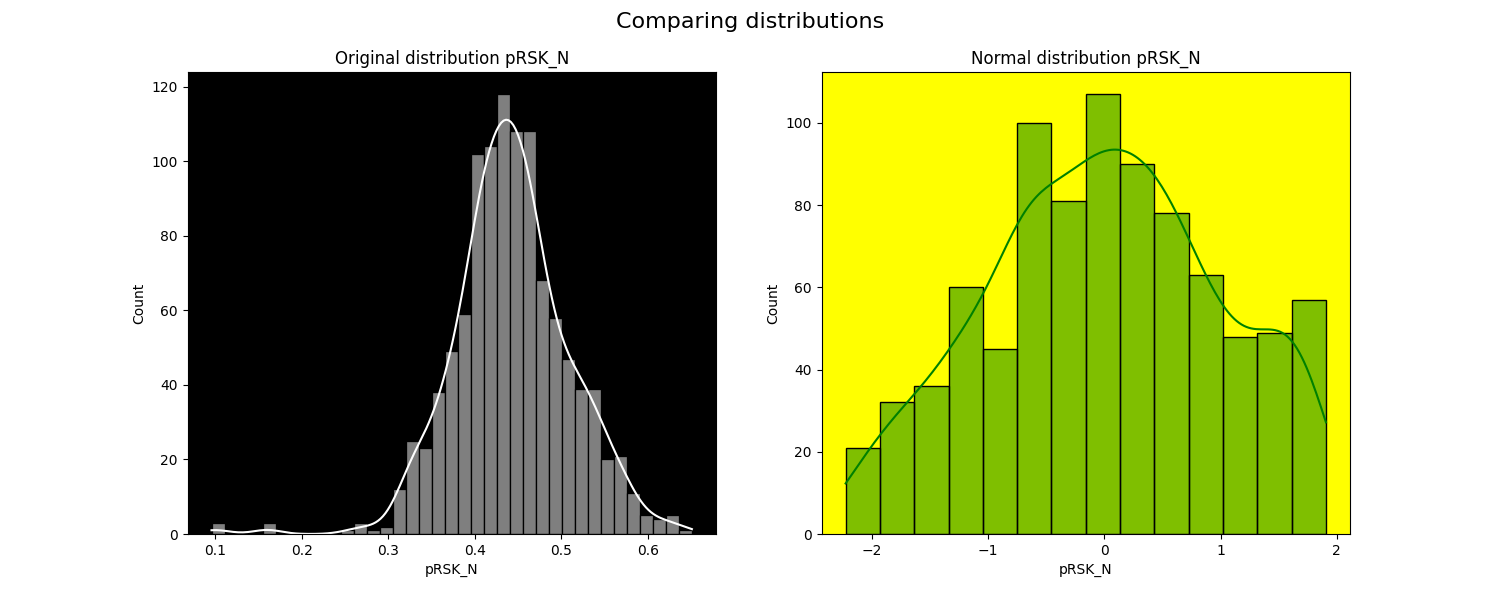 Comparing distributions
Original distribution pRSK_N
Normal distribution pRSK_N
120
100
80
60
40
20
0
Count
0.1 0.2 0.3 0.4 0.5 0.6
pRSK_N
100
80
60
40
20
0
Count
−2 −1 0 1 2
pRSK_N